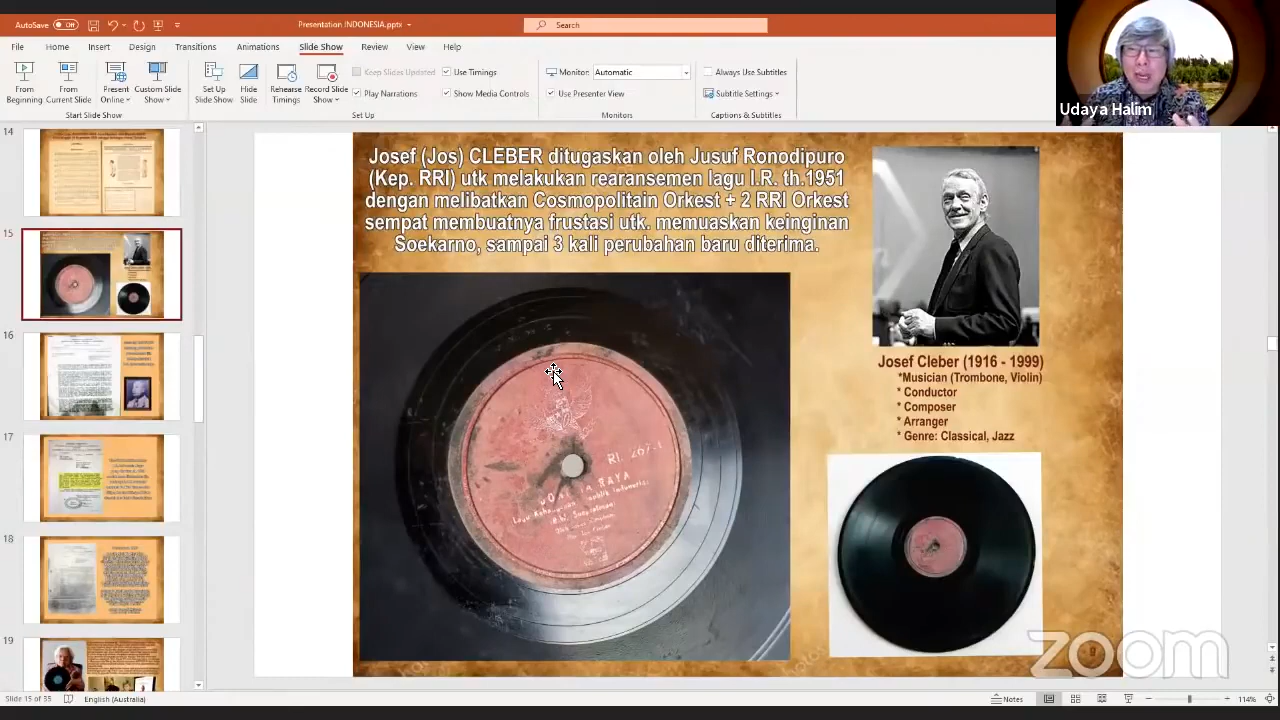 AutoSave Off
Presentation INDONESIA.pptx
Search
File Home Insert Design Transitions Animations Slide Show Review View Help
From Beginning
From Current Slide
Present Online
Custom Slide Show
Set Up Slide Show
Hide Slide
Rehearse Timings
Record Slide Show
Keep Slides Updated
Use Timings
Play Narrations
Show Media Controls
Monitor: Automatic
Use Presenter View
Always Use Subtitles
Subtitle Settings
Start Slide Show
Set Up
Monitors
Captions & Subtitles
Udaya Halim
14
15
16
17
18
19
Josef (Jos) CLEBER ditugaskan oleh Jusuf Ronodipuro
(Kep. RRI) utk melakukan rearansemen lagu I.R. th.1951
dengan melibatkan Cosmopolitain Orkest + 2 RRI Orkest
sempat membuatnya frustasi utk. memuaskan keinginan
Soekarno, sampai 3 kali perubahan baru diterima.
RAYA
Josef Cleber (1916 - 1999)
*Musician (Trombone, Violin)
* Conductor
* Composer
* Arranger
* Genre: Classical, Jazz
zoom
Slide 15 of 55
English (Australia)
Notes
114%